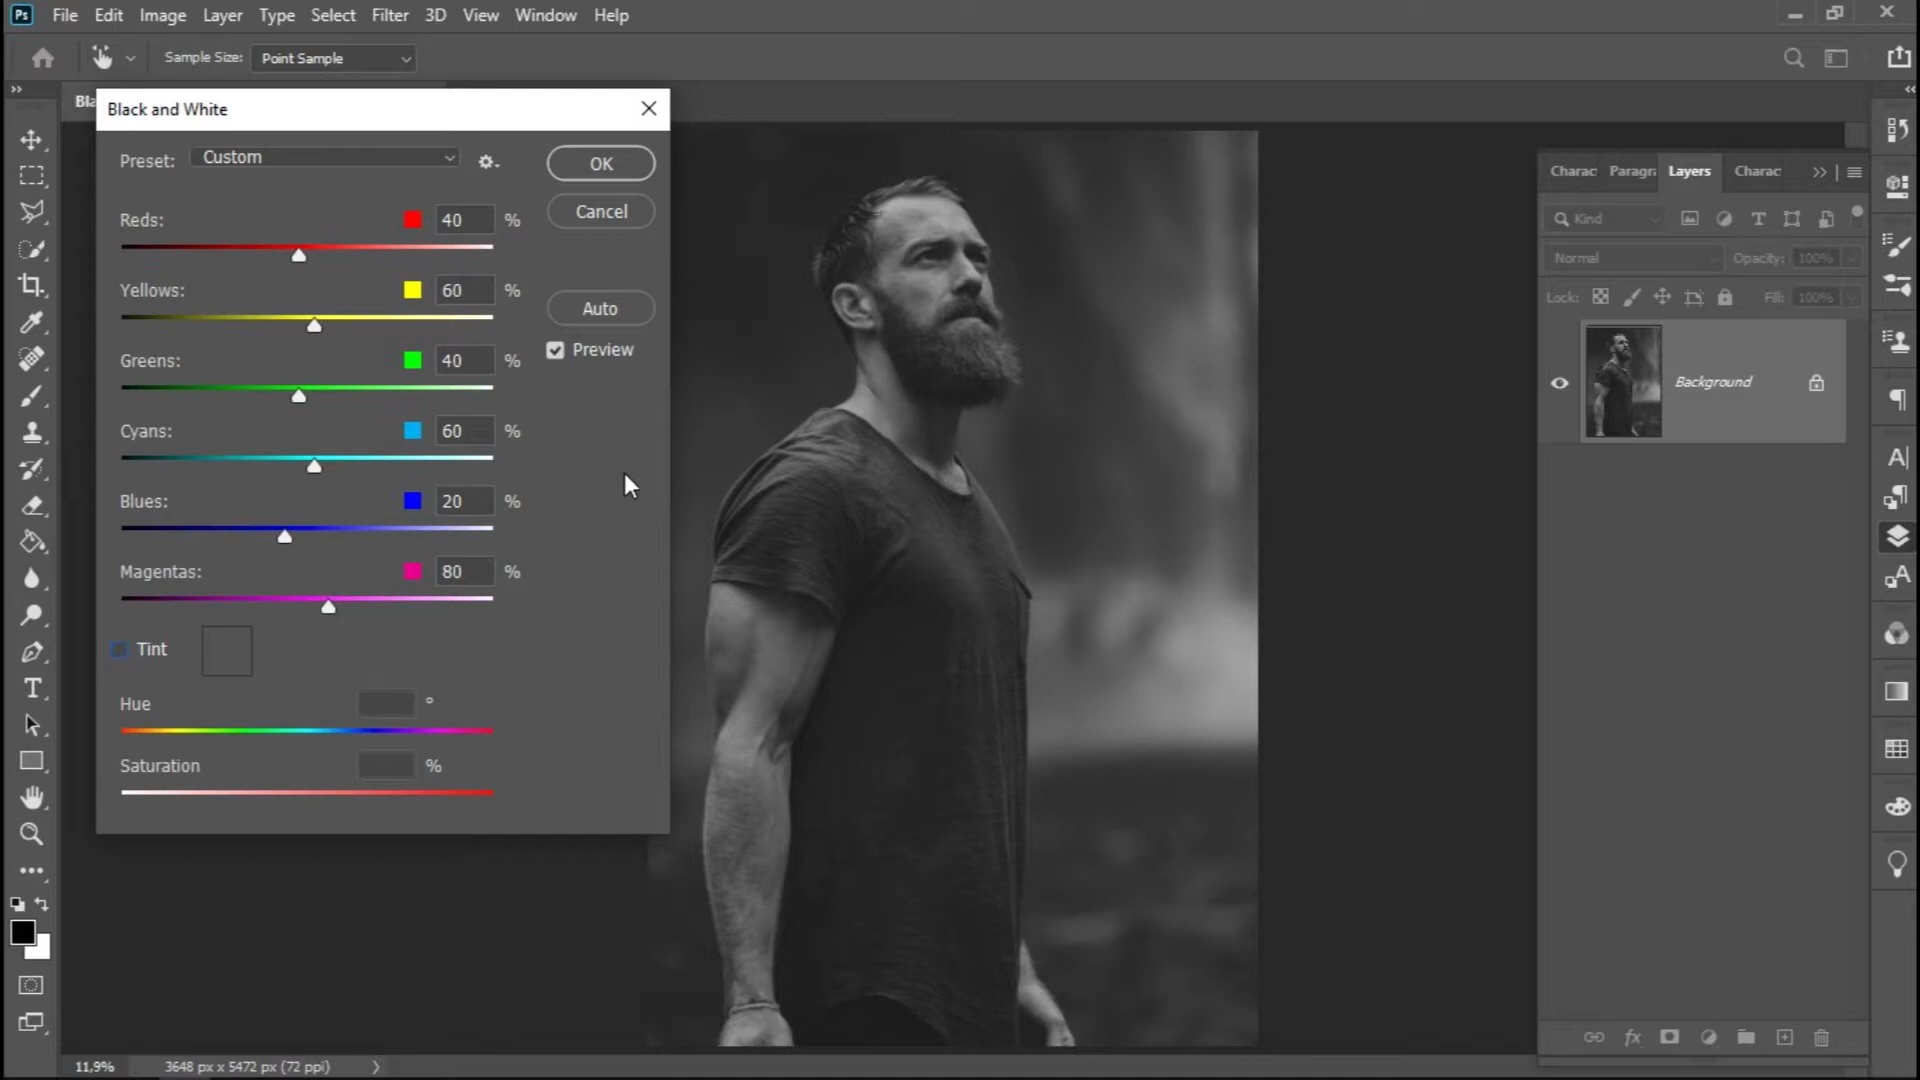 Ps File Edit Image Layer Type Select Filter 3D View Window Help
Sample Size: Point Sample
Bla
Black and White
Preset: Custom
OK
Cancel
Auto
Preview
Reds: 40 %
Yellows: 60 %
Greens: 40 %
Cyans: 60 %
Blues: 20 %
Magentas: 80 %
Tint
Hue °
Saturation %
Charac Paragra Layers Charac
Kind
Normal Opacity: 100%
Lock: Fill: 100%
Background
11,9% 3648 px x 5472 px (72 ppi)